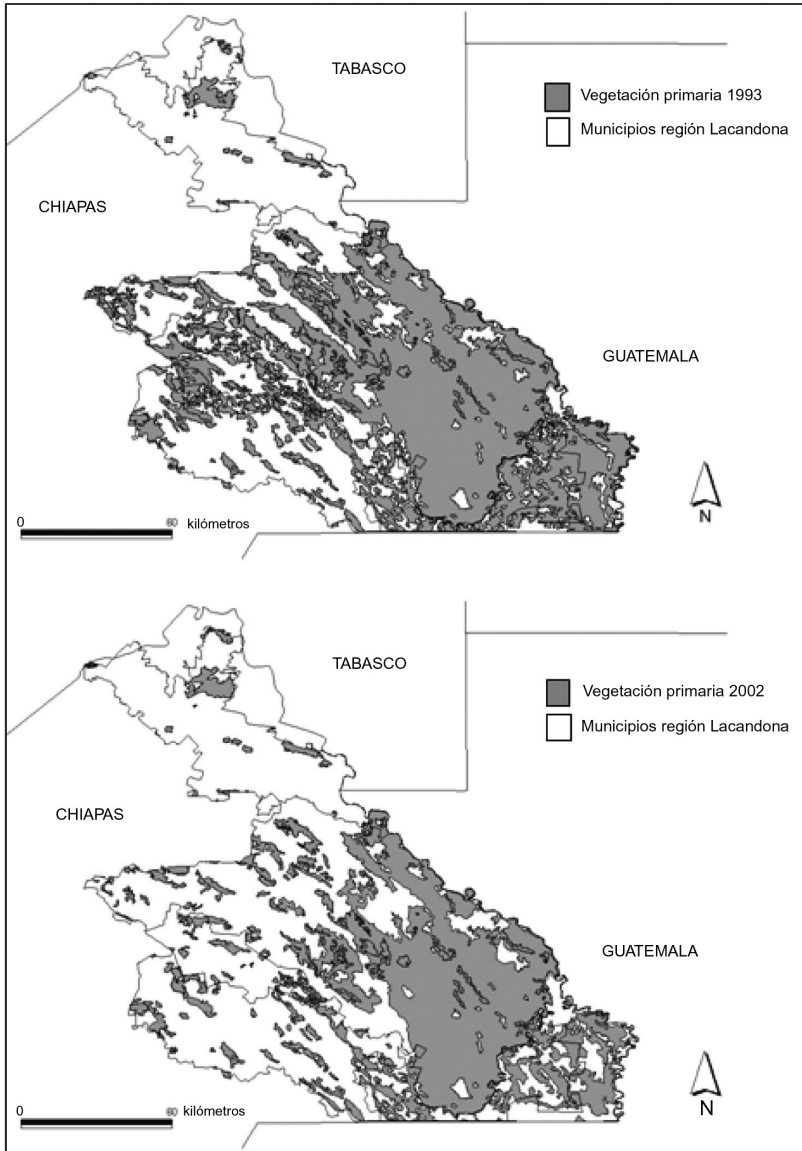 TABASCO
Vegetación primaria 1993
Municipios región Lacandona
CHIAPAS
GUATEMALA
N
0 60 kilómetros
TABASCO
Vegetación primaria 2002
Municipios región Lacandona
CHIAPAS
GUATEMALA
N
0 60 kilómetros